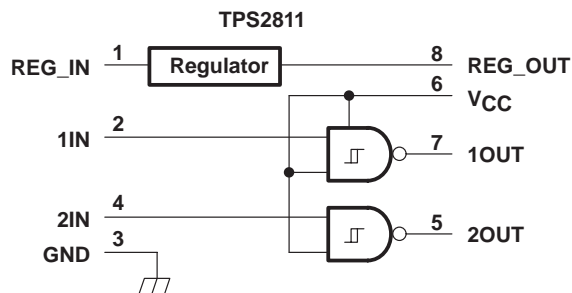 TPS2811
REG_IN 1 Regulator 8 REG_OUT
6 VCC
1IN 2
7 1OUT
2IN 4
5 2OUT
GND 3